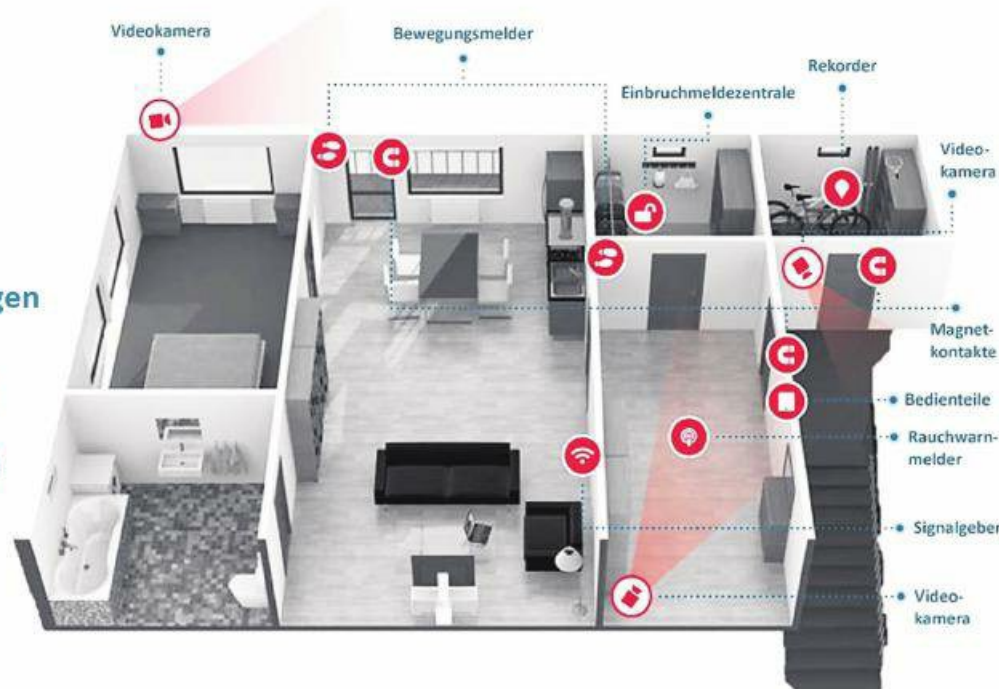 Videokamera
Bewegungsmelder
Rekorder
Einbruchmeldezentrale
Video-
kamera
gen
Magnet-
kontakte
Bedienteile
Rauchwarn-
melder
Signalgeber
Video-
kamera